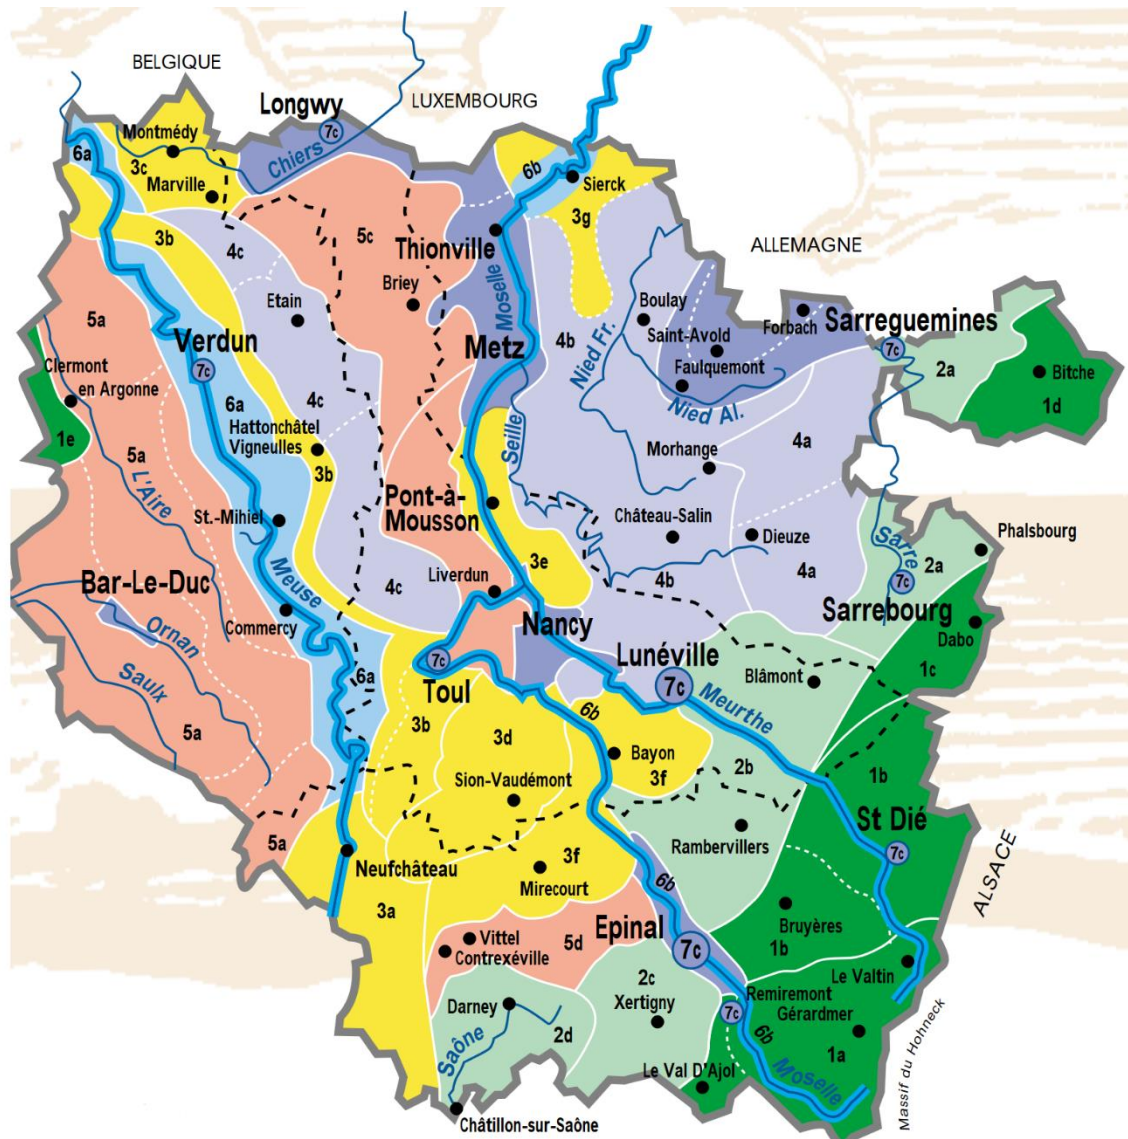 BELGIQUE
LUXEMBOURG
Longwy
7c
Montmédy
Chiers
6a
3c
Marville
6b
Sierck
3g
3b
4c
5c
Thionville
ALLEMAGNE
Briey
Moselle
Etain
Boulay
Forbach
Sarreguemines
7c
5a
Verdun
7c
Metz
4b
Nied Fr.
Saint-Avold
Faulquemont
Nied Al.
2a
Bitche
1d
Clermont
en Argonne
1e
4c
6a
Hattonchâtel
Vigneulles
3b
5a
L'Aire
Seille
Morhange
4a
Pont-à-
Mousson
St.-Mihiel
Château-Salin
Dieuze
Phalsbourg
Sarre
2a
7c
3e
4b
4a
Bar-Le-Duc
Meuse
4c
Liverdun
Sarrebourg
Commercy
Ornan
Nancy
Dabo
1c
Saulx
6a
7c
Toul
Lunéville
7c
Blâmont
Meurthe
5a
3b
3d
6b
Bayon
3f
2b
1b
Sion-Vaudémont
5a
Neufchâteau
3f
Mirecourt
Rambervillers
St Dié
7c
ALSACE
6b
3a
Vittel
Contrexéville
5d
Epinal
7c
Bruyères
1b
Le Valtin
2c
Xertigny
Remiremont
7c
Gérardmer
Darney
2d
Saône
6b
1a
Le Val D'Ajol
Moselle
Massif du Hohneck
Châtillon-sur-Saône